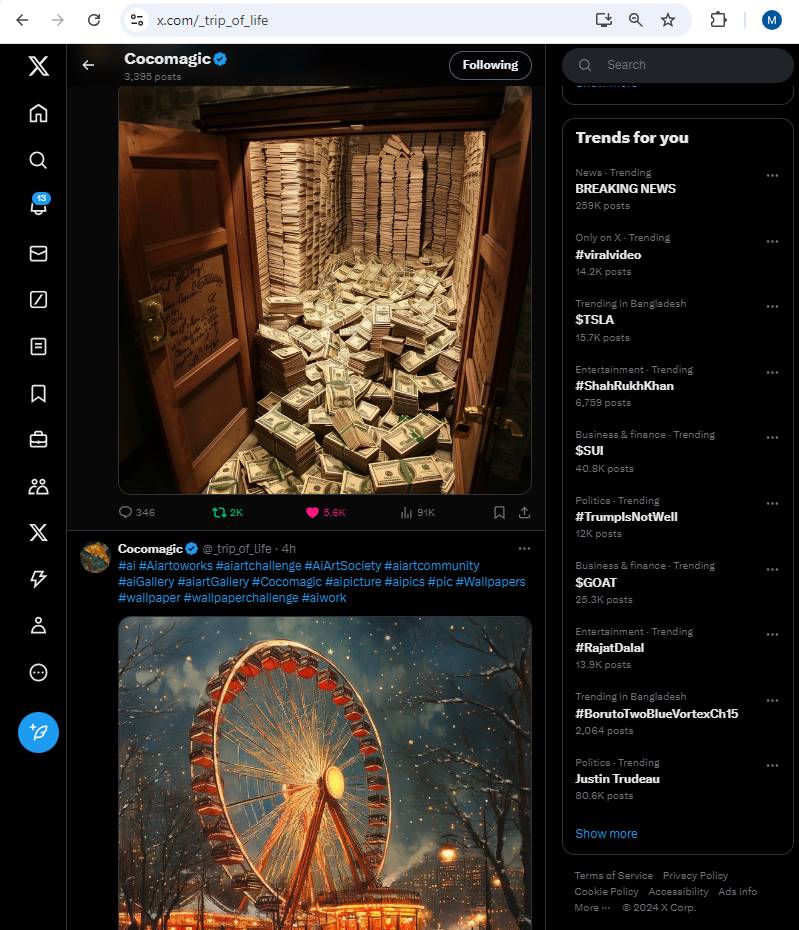 x.com/_trip_of_life
M
Cocomagic
3,395 posts
Following
Search
Show more
13
Trends for you
News · Trending
BREAKING NEWS
259K posts
Only on X · Trending
#viralvideo
14.2K posts
Trending in Bangladesh
$TSLA
15.7K posts
Entertainment · Trending
#ShahRukhKhan
6,759 posts
Business & finance · Trending
$SUI
40.8K posts
Politics · Trending
#TrumpIsNotWell
12K posts
Business & finance · Trending
$GOAT
25.3K posts
Entertainment · Trending
#RajatDalal
13.9K posts
Trending in Bangladesh
#BorutoTwoBlueVortexCh15
2,064 posts
Politics · Trending
Justin Trudeau
80.6K posts
Show more
Terms of Service Privacy Policy
Cookie Policy Accessibility Ads info
More ··· © 2024 X Corp.
346 2K 5.6K 91K
Cocomagic @_trip_of_life · 4h
#ai #Aiartoworks #aiartchallenge #AiArtSociety #aiartcommunity
#aiGallery #aiartGallery #Cocomagic #aipicture #aipics #pic #Wallpapers
#wallpaper #wallpaperchallenge #aiwork